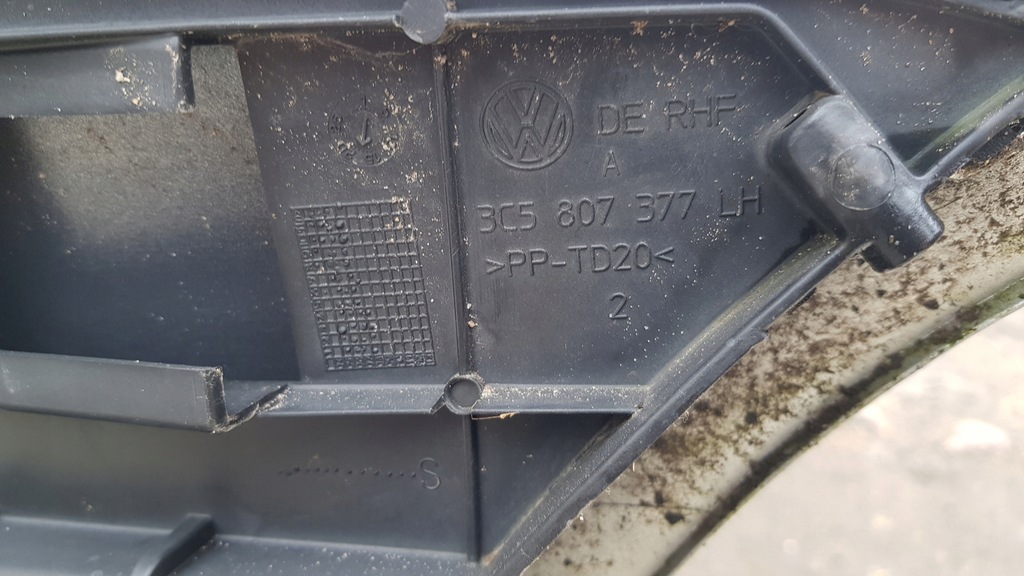 DE RHF
A
3C5 807 377 LH
>PP-TD20<
2
S